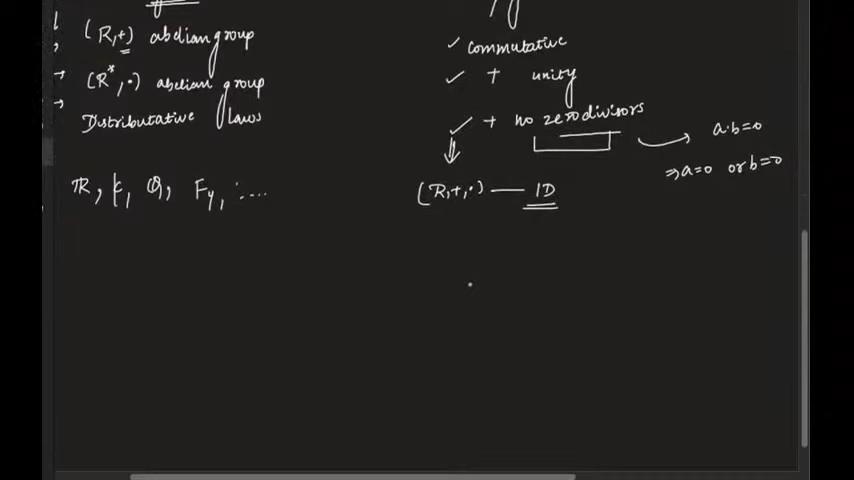 (R,+) abelian group
(R*, ·) abelian group
Distributative laws
ℝ, ℂ, ℚ, F₄, .....
✓ commutative
✓ + unity
✓ + no zero divisors
a·b=0
⇒ a=0 or b=0
(R,+,·) — ID